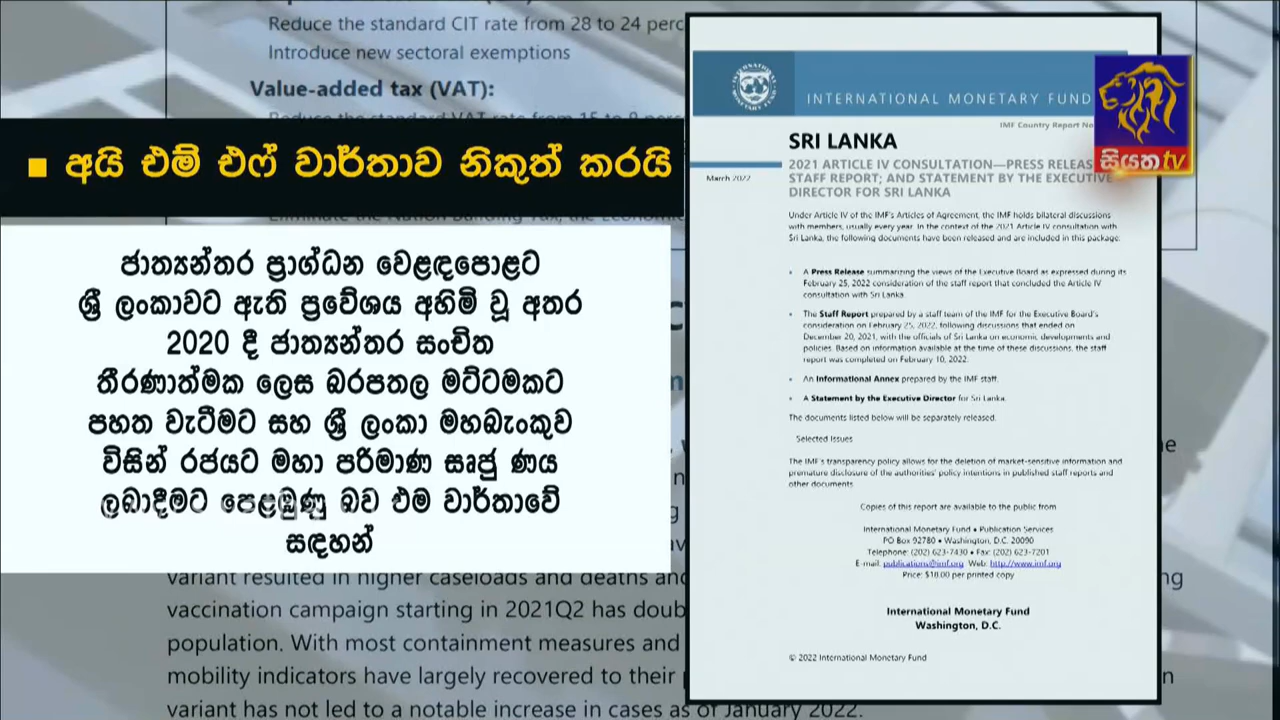 Reduce the standard CIT rate from 28 to 24
Introduce new sectoral exemptions
Value-added tax (VAT):
■ අයි එම් එෆ් වාර්තාව නිකුත් කරයි
ජාත්‍යන්තර ප්‍රාග්ධන වෙළඳපොළට
ශ්‍රී ලංකාවට ඇති ප්‍රවේශය අහිමි වූ අතර
2020 දී ජාත්‍යන්තර සංචිත
තීරණාත්මක ලෙස බරපතල මට්ටමකට
පහත වැටීමට සහ ශ්‍රී ලංකා මහබැංකුව
විසින් රජයට මහා පරිමාණ සෘජු ණය
ලබාදීමට පෙළඹුණු බව එම වාර්තාවේ
සඳහන්
variant resulted in higher caseloads and deaths and
vaccination campaign starting in 2021Q2 has
population. With most containment measures and
mobility indicators have largely recovered to their
variant has not led to a notable increase in cases as of January 2022.
INTERNATIONAL MONETARY FUND
IMF Country Report
SRI LANKA
2021 ARTICLE IV CONSULTATION—PRESS
STAFF REPORT; AND STATEMENT BY THE EXECUTIVE
DIRECTOR FOR SRI LANKA
March 2022
Under Article IV of the IMF's Articles of Agreement, the IMF holds bilateral discussions
with members, usually every year. In the context of the 2021 Article IV consultation with
Sri Lanka, the following documents have been released and are included in this package:
• A Press Release summarizing the views of the Executive Board as expressed during its
February 25, 2022 consideration of the staff report that concluded the Article IV
consultation with Sri Lanka.
• The Staff Report prepared by a staff team of the IMF for the Executive Board's
consideration on February 25, 2022, following discussions that ended on
December 20, 2021, with the officials of Sri Lanka on economic developments and
policies. Based on information available at the time of these discussions, the staff
report was completed on February 10, 2022.
• An Informational Annex prepared by the IMF staff.
• A Statement by the Executive Director for Sri Lanka.
The documents listed below will be separately released.
Selected Issues
The IMF's transparency policy allows for the deletion of market-sensitive information and
premature disclosure of the authorities' policy intentions in published staff reports and
other documents.
Copies of this report are available to the public from
International Monetary Fund • Publication Services
PO Box 92780 • Washington, D.C. 20090
Telephone: (202) 623-7430 • Fax: (202) 623-7201
E-mail: publications@imf.org Web: http://www.imf.org
Price: $18.00 per printed copy
International Monetary Fund
Washington, D.C.
© 2022 International Monetary Fund
සියත tv